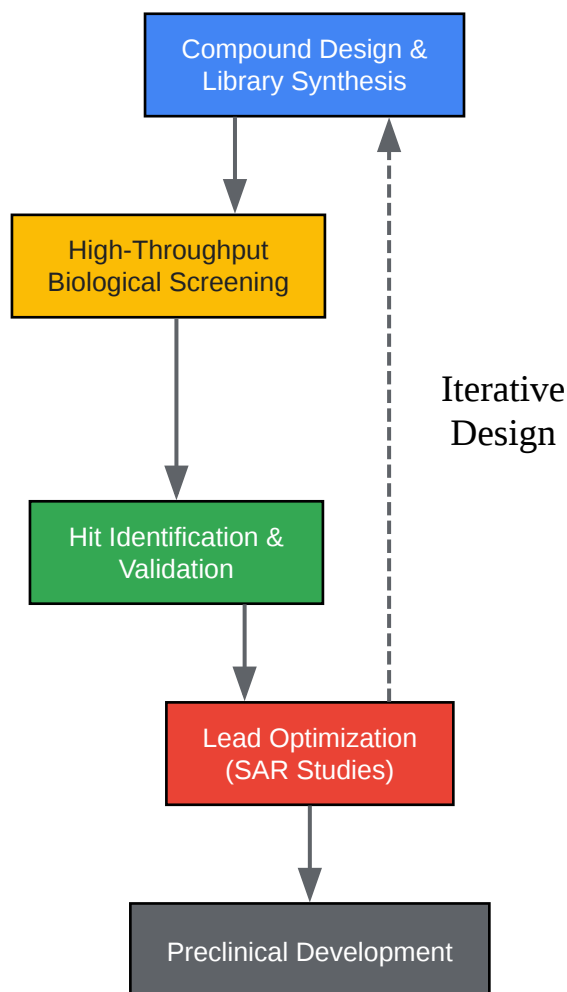 Compound Design &
Library Synthesis
High-Throughput
Biological Screening
Iterative
Design
Hit Identification &
Validation
Lead Optimization
(SAR Studies)
Preclinical Development